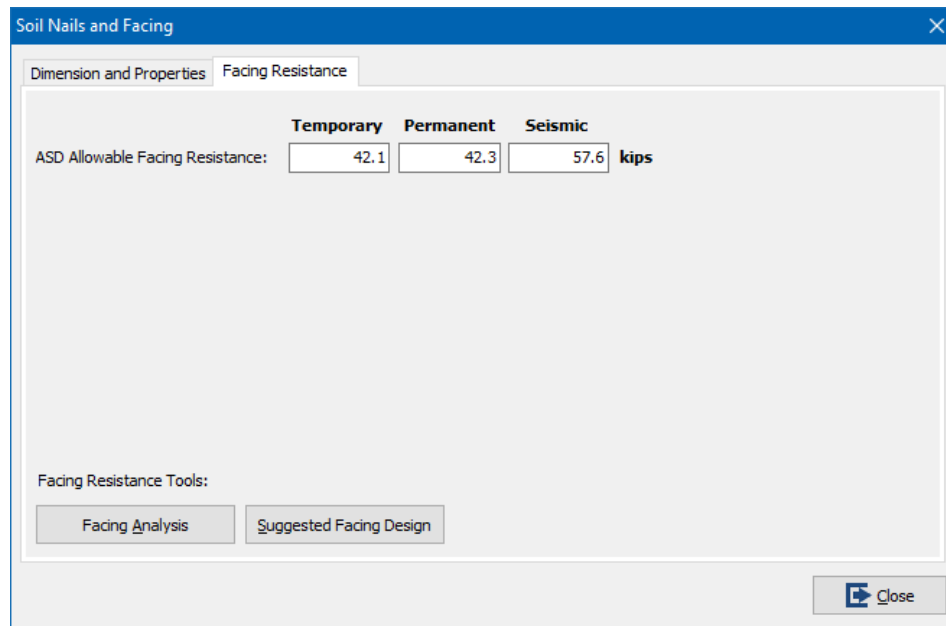 Soil Nails and Facing
Dimension and Properties Facing Resistance
Temporary Permanent Seismic
ASD Allowable Facing Resistance: 42.1 42.3 57.6 kips
Facing Resistance Tools:
Facing Analysis Suggested Facing Design
Close